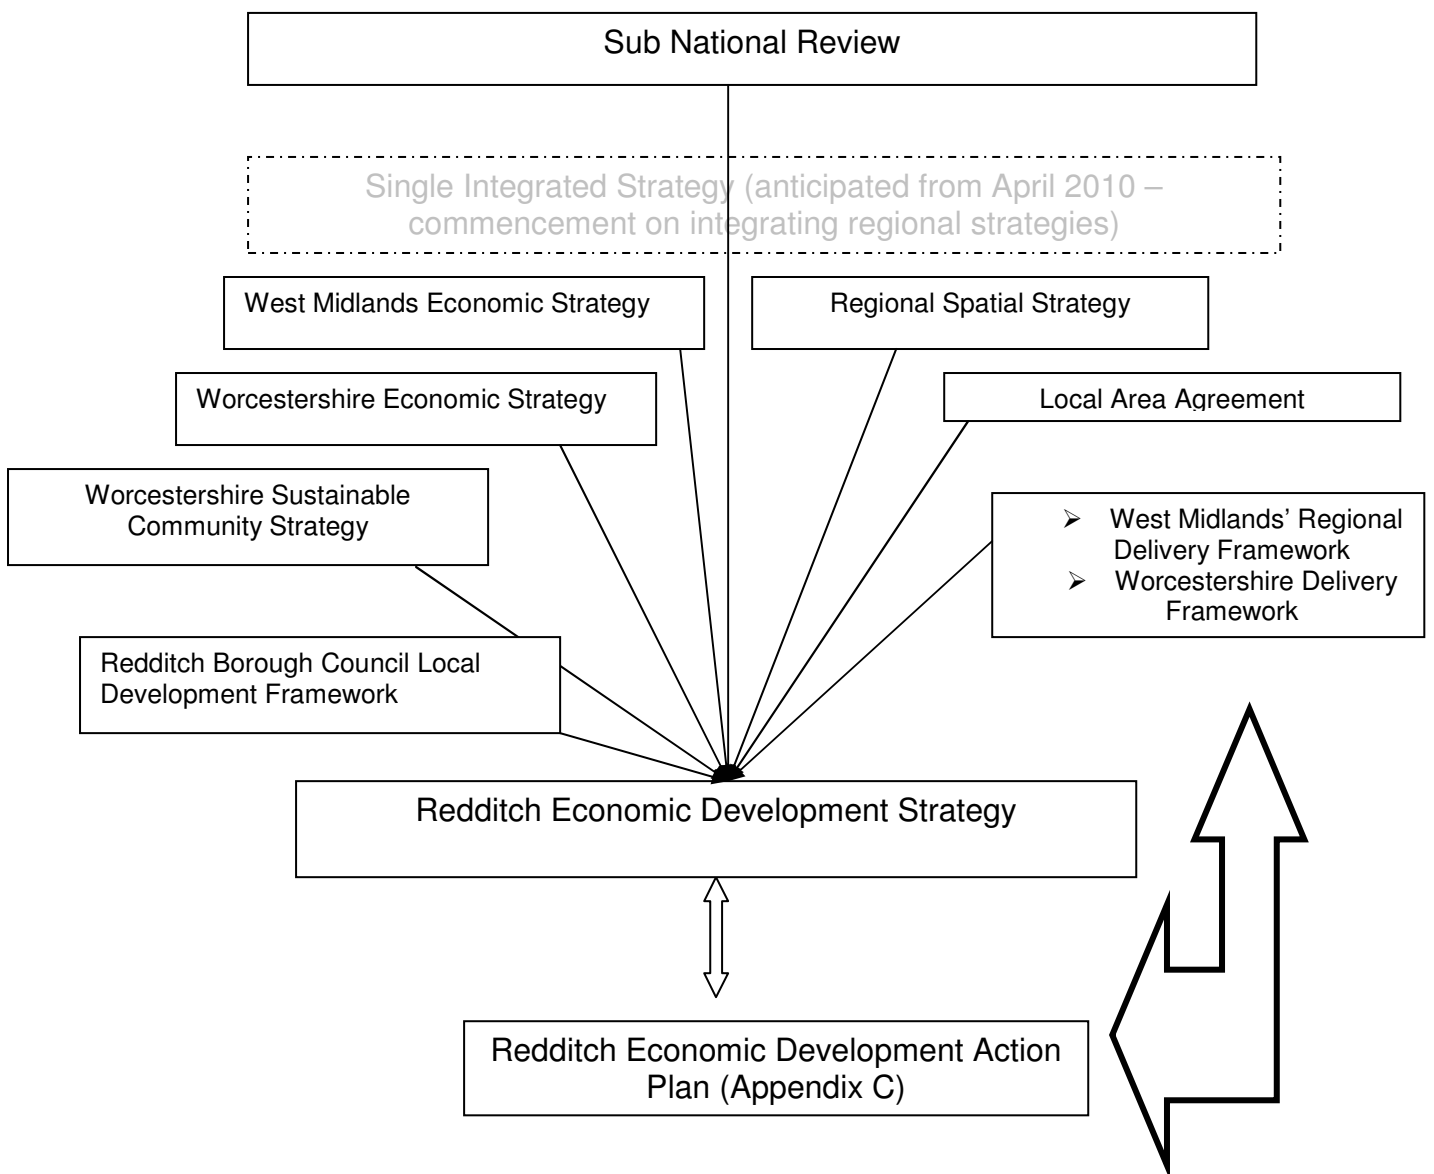 Sub National Review
Single Integrated Strategy (anticipated from April 2010 –
commencement on integrating regional strategies)
West Midlands Economic Strategy
Regional Spatial Strategy
Worcestershire Economic Strategy
Local Area Agreement
Worcestershire Sustainable
Community Strategy
➢ West Midlands’ Regional
Delivery Framework
➢ Worcestershire Delivery
Framework
Redditch Borough Council Local
Development Framework
Redditch Economic Development Strategy
Redditch Economic Development Action
Plan (Appendix C)